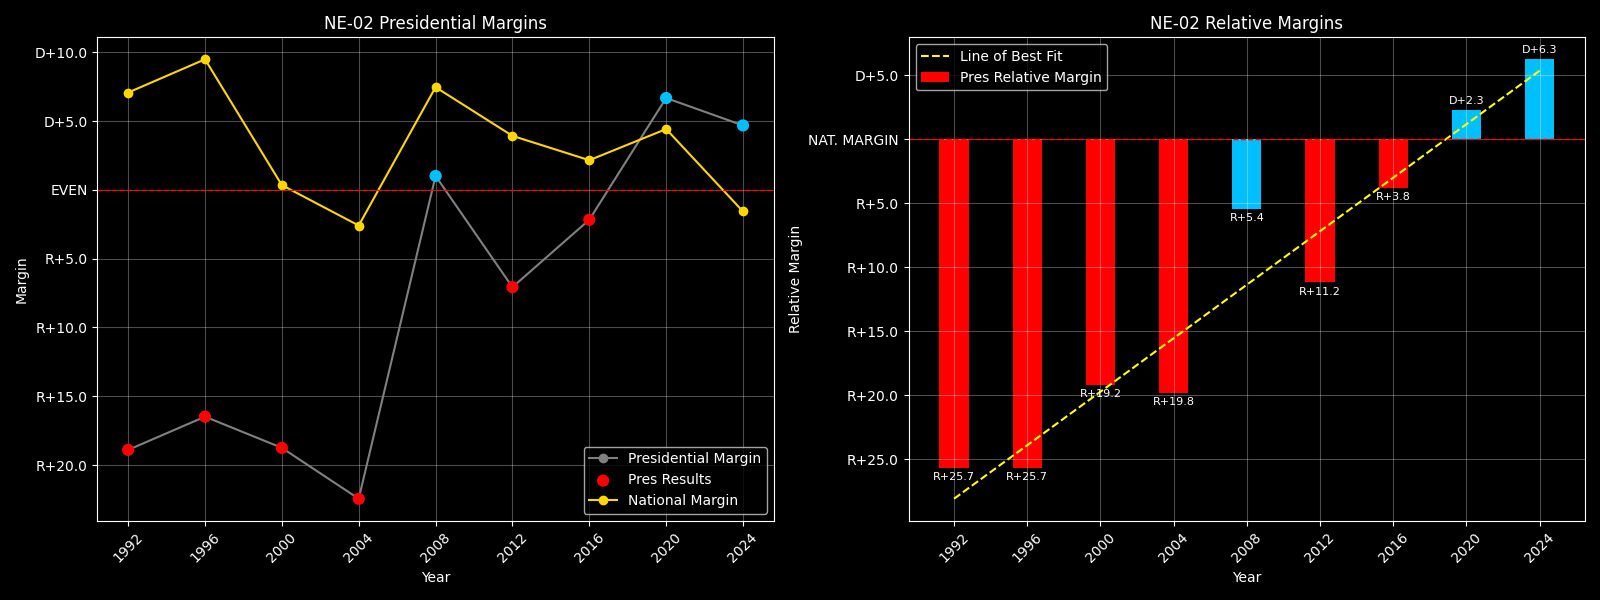 NE-02 Presidential Margins
Margin
D+10.0
D+5.0
EVEN
R+5.0
R+10.0
R+15.0
R+20.0
Presidential Margin
Pres Results
National Margin
1992
1996
2000
2004
2008
2012
2016
2020
2024
Year
NE-02 Relative Margins
Relative Margin
Line of Best Fit
Pres Relative Margin
D+5.0
NAT. MARGIN
R+5.0
R+10.0
R+15.0
R+20.0
R+25.0
R+25.7
R+25.7
R+19.2
R+19.8
R+5.4
R+11.2
R+3.8
D+2.3
D+6.3
1992
1996
2000
2004
2008
2012
2016
2020
2024
Year